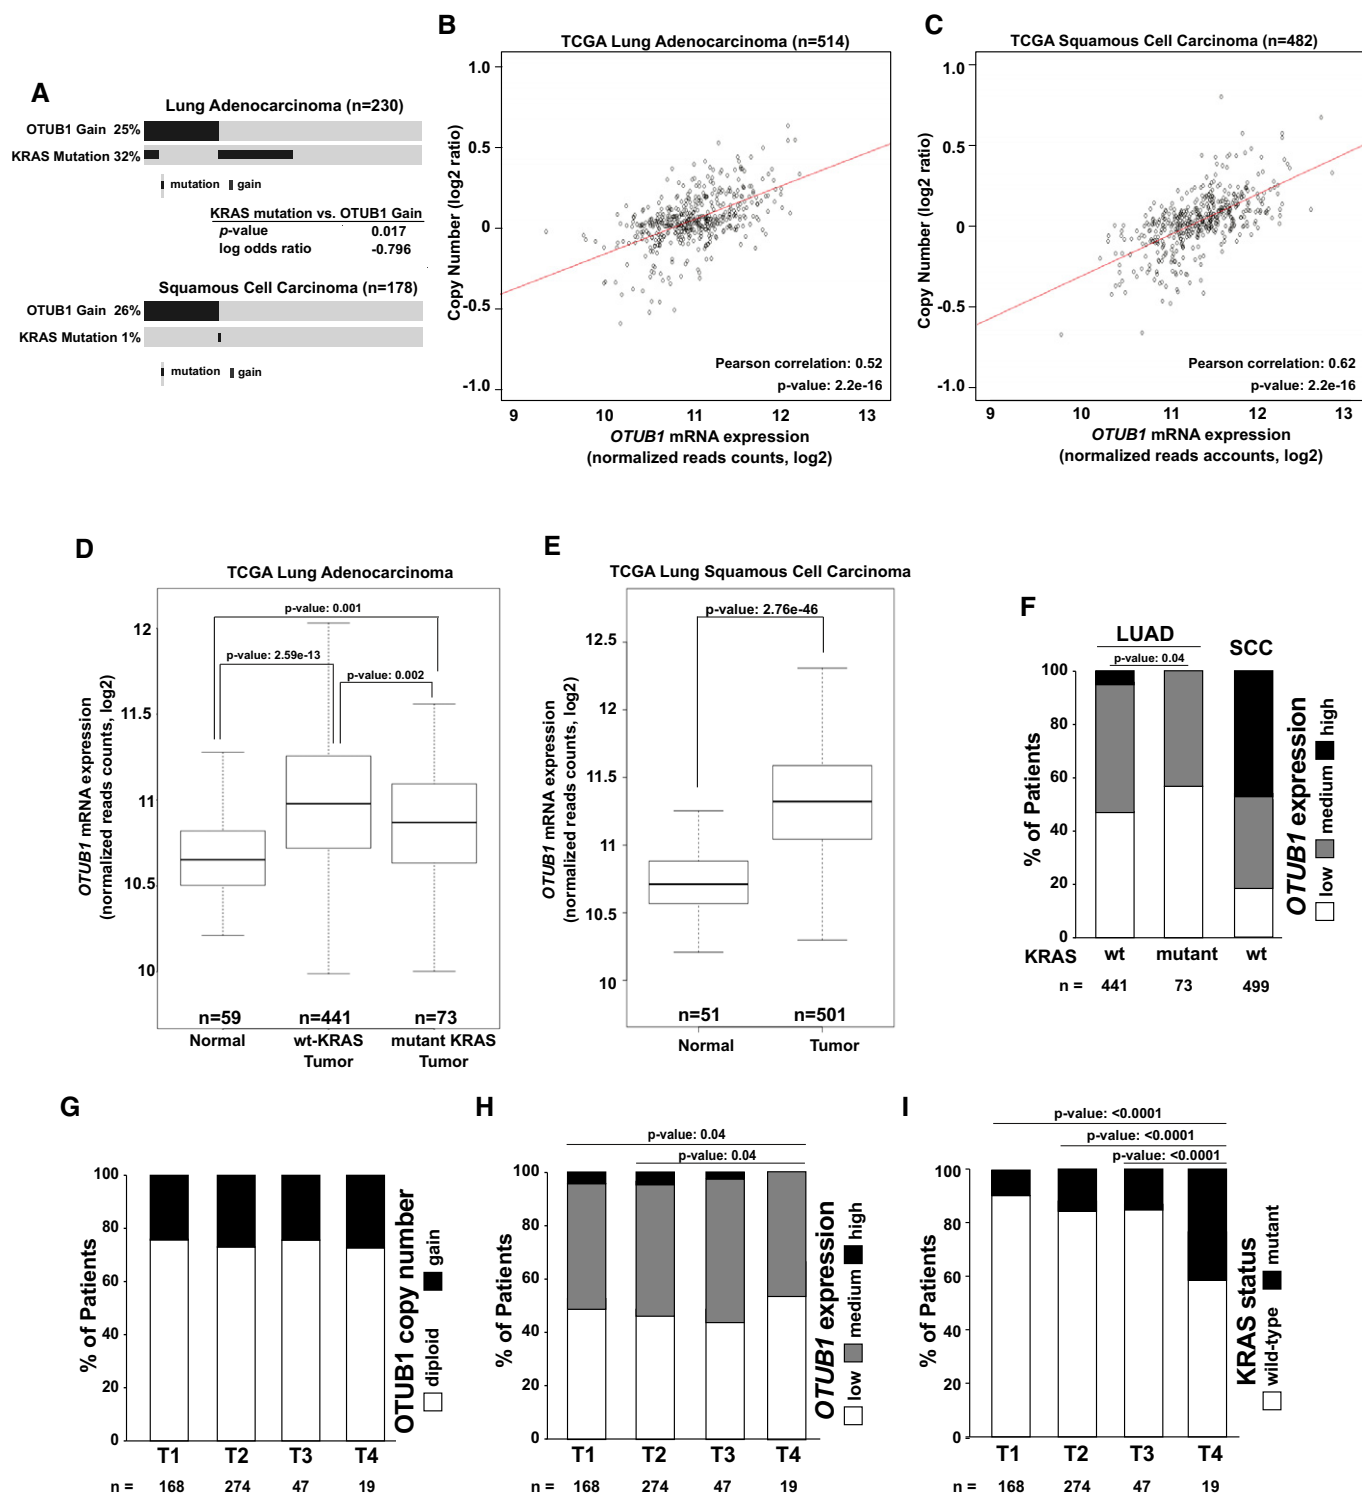 A
Lung Adenocarcinoma (n=230)
OTUB1 Gain 25%
KRAS Mutation 32%
mutation gain
KRAS mutation vs. OTUB1 Gain
p-value 0.017
log odds ratio -0.796
Squamous Cell Carcinoma (n=178)
OTUB1 Gain 26%
KRAS Mutation 1%
mutation gain
B
TCGA Lung Adenocarcinoma (n=514)
Copy Number (log2 ratio)
1.0
0.5
0
-0.5
-1.0
Pearson correlation: 0.52
p-value: 2.2e-16
9 10 11 12 13
OTUB1 mRNA expression
(normalized reads counts, log2)
C
TCGA Squamous Cell Carcinoma (n=482)
Copy Number (log2 ratio)
1.0
0.5
0
-0.5
-1.0
Pearson correlation: 0.62
p-value: 2.2e-16
9 10 11 12 13
OTUB1 mRNA expression
(normalized reads accounts, log2)
D
TCGA Lung Adenocarcinoma
OTUB1 mRNA expression
(normalized reads counts, log2)
12
11.5
11
10.5
10
p-value: 0.001
p-value: 2.59e-13
p-value: 0.002
n=59 n=441 n=73
Normal wt-KRAS mutant KRAS
Tumor Tumor
E
TCGA Lung Squamous Cell Carcinoma
OTUB1 mRNA expression
(normalized reads counts, log2)
12.5
12
11.5
11
10.5
10
p-value: 2.76e-46
n=51 n=501
Normal Tumor
F
LUAD SCC
p-value: 0.04
% of Patients
100
80
60
40
20
0
KRAS wt mutant wt
n = 441 73 499
OTUB1 expression
low medium high
G
% of Patients
100
80
60
40
20
0
T1 T2 T3 T4
n = 168 274 47 19
OTUB1 copy number
diploid gain
H
p-value: 0.04
p-value: 0.04
% of Patients
100
80
60
40
20
0
T1 T2 T3 T4
n = 168 274 47 19
OTUB1 expression
low medium high
I
p-value: <0.0001
p-value: <0.0001
p-value: <0.0001
% of Patients
100
80
60
40
20
0
T1 T2 T3 T4
n = 168 274 47 19
KRAS status
wild-type mutant